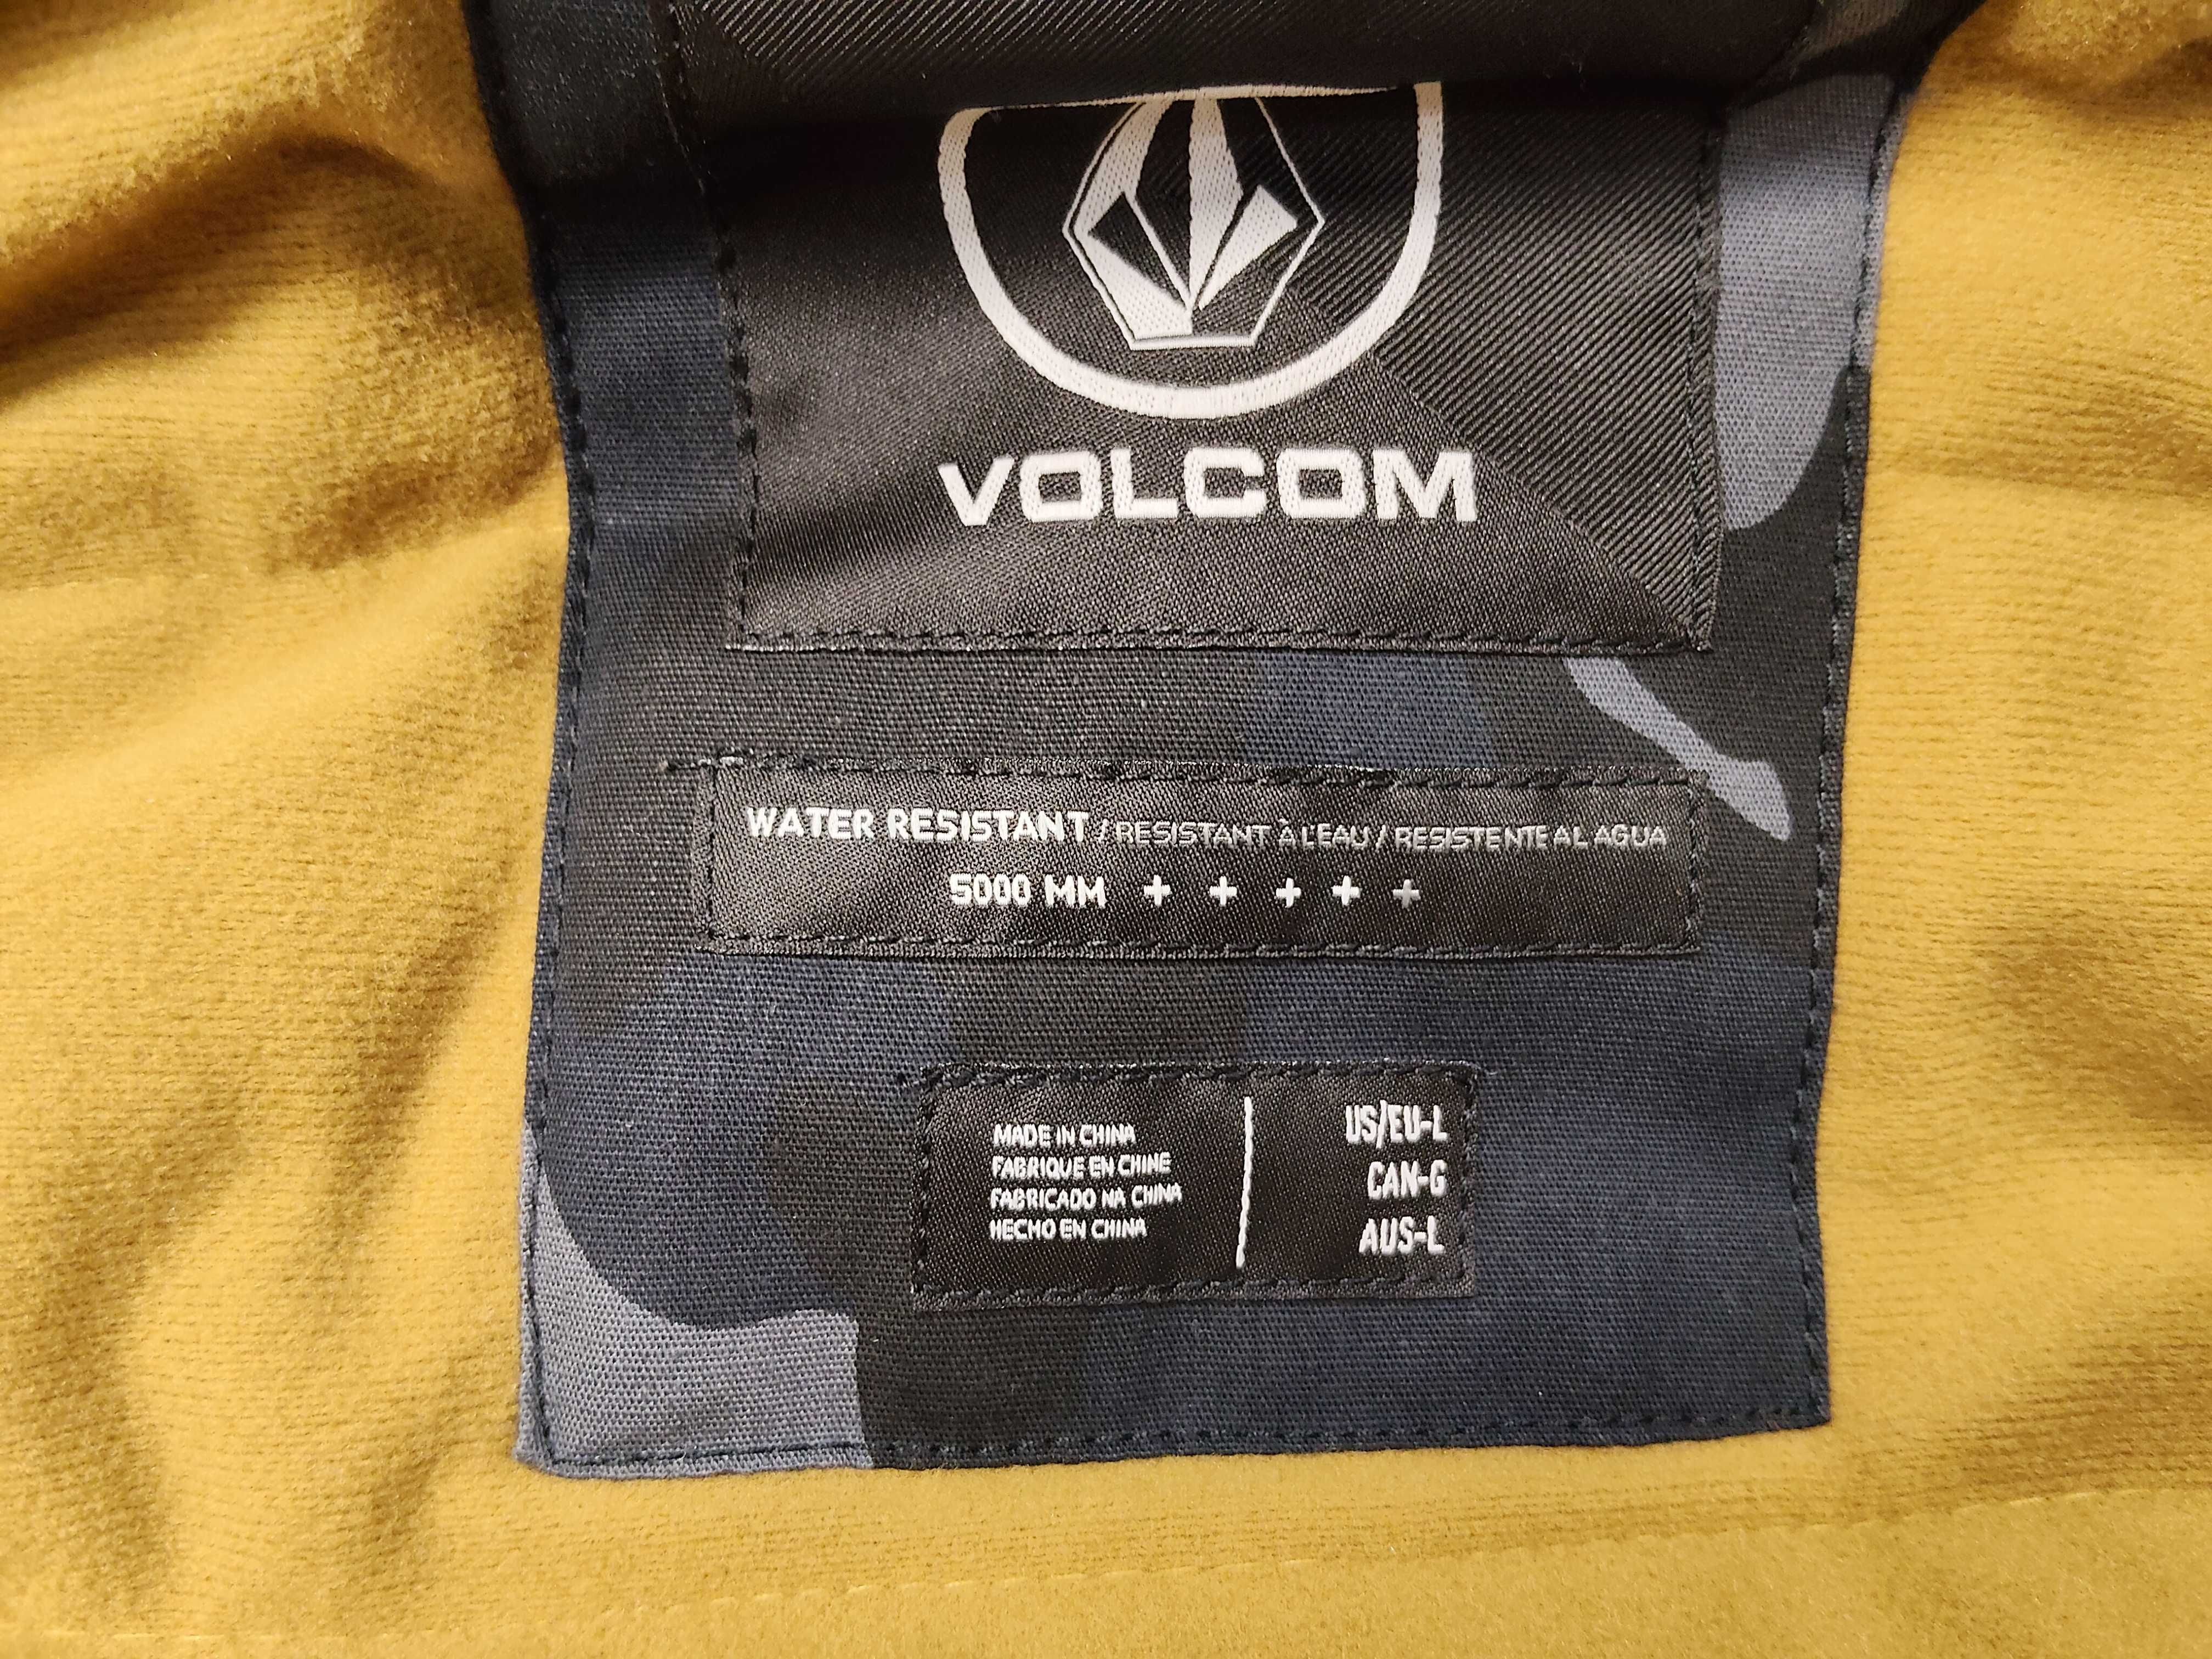 VOLCOM
WATER RESISTANT / RESISTANT À L'EAU / RESISTENTE AL AGUA
5000 MM + + + + +
MADE IN CHINA
FABRIQUE EN CHINE
FABRICADO NA CHINA
HECHO EN CHINA
US/EU-L
CAN-G
AUS-L